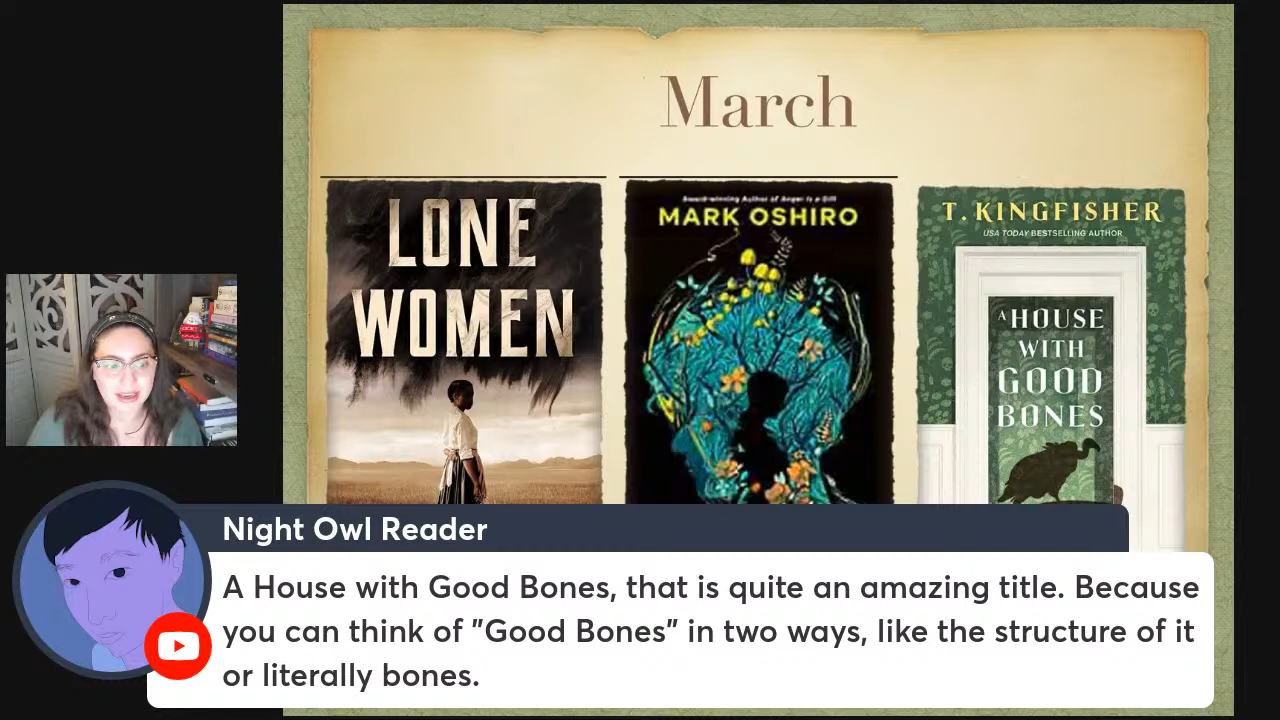 March
LONE
WOMEN
Award-winning Author of Anger Is a Gift
MARK OSHIRO
T. KINGFISHER
USA TODAY BESTSELLING AUTHOR
A HOUSE
WITH
GOOD
BONES
Night Owl Reader
A House with Good Bones, that is quite an amazing title. Because
you can think of "Good Bones" in two ways, like the structure of it
or literally bones.